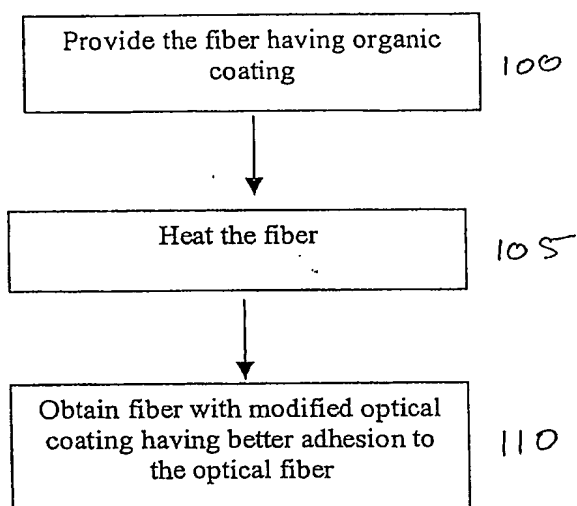 Provide the fiber having organic
coating
100
Heat the fiber
105
Obtain fiber with modified optical
coating having better adhesion to
the optical fiber
110